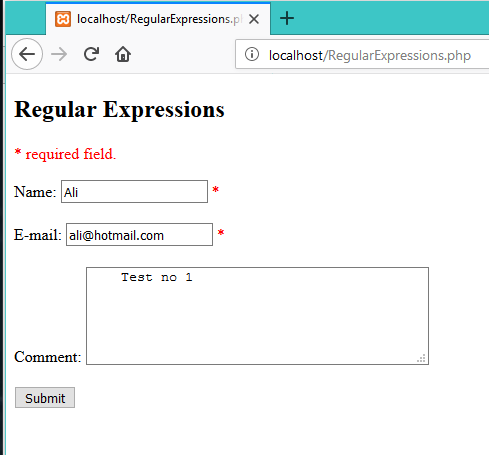 localhost/RegularExpressions.p
localhost/RegularExpressions.php
Regular Expressions
* required field.
Name: Ali *
E-mail: ali@hotmail.com *
Test no 1
Comment:
Submit